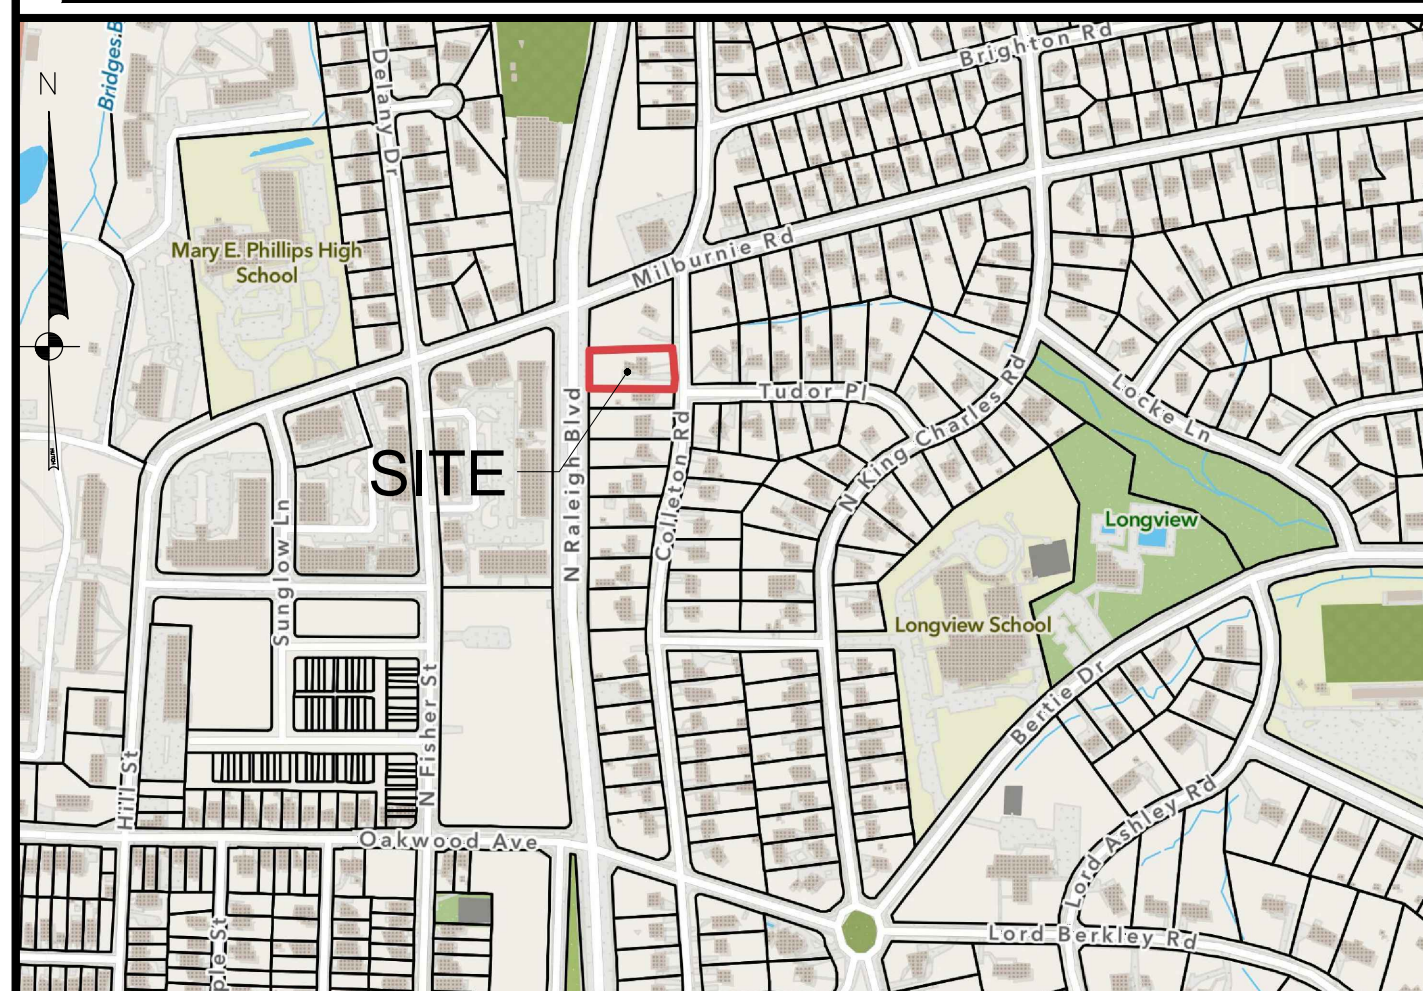 Bridges B
Delany Dr
Brighton Rd
N
Mary E. Phillips High
School
Milburnie Rd
Tudor Pl
Locke Ln
N Raleigh Blvd
Colleton Rd
N King Charles Rd
SITE
Longview
Sunglow Ln
Longview School
N Fisher St
Bertie Dr
Hill St
Lord Ashley Rd
Oakwood Ave
ple St
Lord Berkley Rd